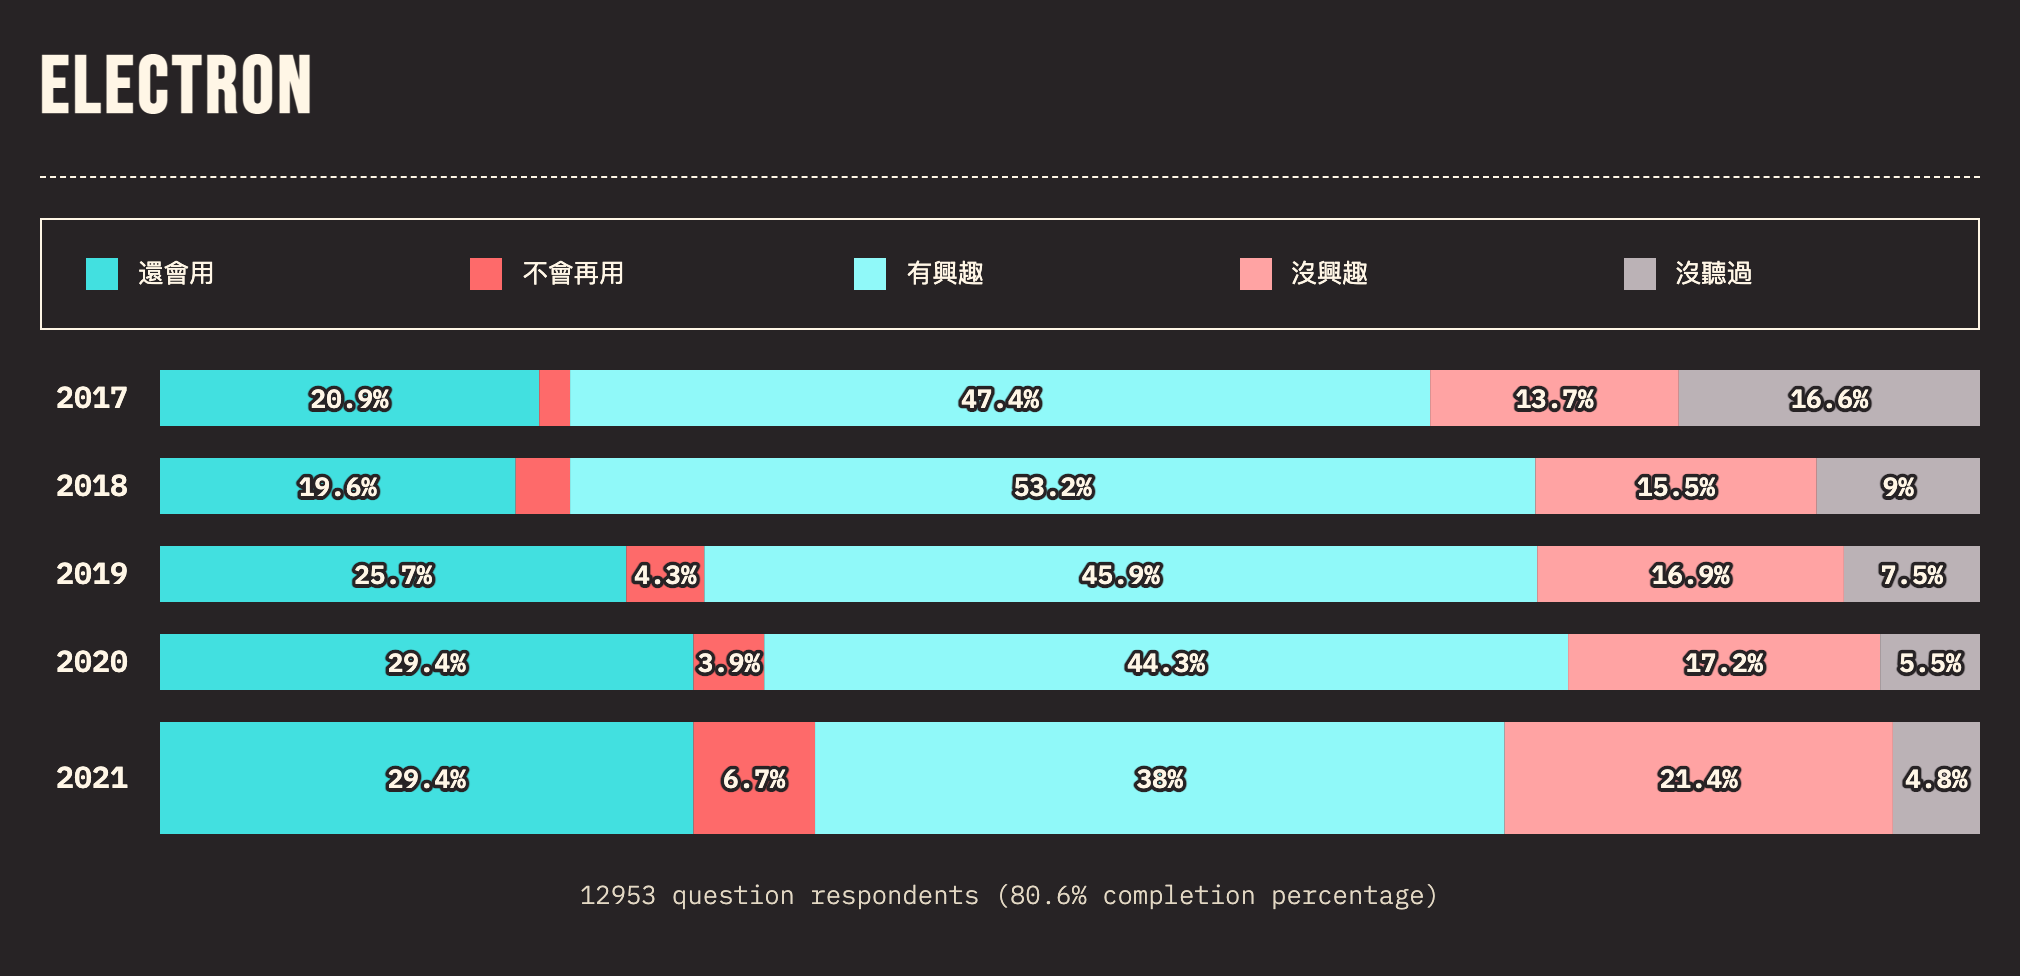 ELECTRON
還會用 不會再用 有興趣 沒興趣 沒聽過
2017 20.9% 47.4% 13.7% 16.6%
2018 19.6% 53.2% 15.5% 9%
2019 25.7% 4.3% 45.9% 16.9% 7.5%
2020 29.4% 3.9% 44.3% 17.2% 5.5%
2021 29.4% 6.7% 38% 21.4% 4.8%
12953 question respondents (80.6% completion percentage)